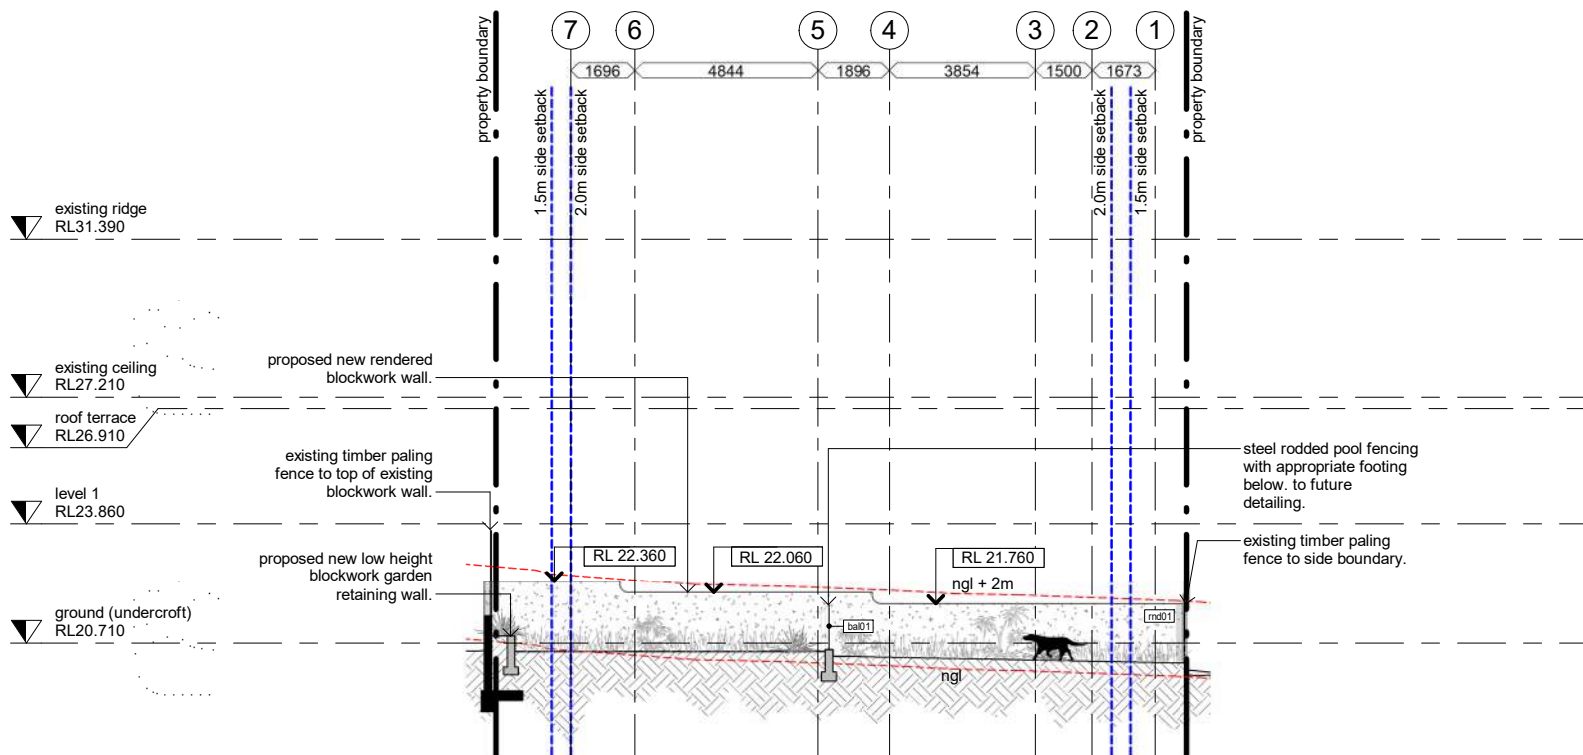 7 6 5 4 3 2 1
1696 4844 1896 3854 1500 1673
property boundary
1.5m side setback
2.0m side setback
2.0m side setback
1.5m side setback
property boundary
existing ridge
RL31.390
existing ceiling
RL27.210
roof terrace
RL26.910
level 1
RL23.860
ground (undercroft)
RL20.710
proposed new rendered
blockwork wall.
existing timber paling
fence to top of existing
blockwork wall.
proposed new low height
blockwork garden
retaining wall.
RL 22.360
RL 22.060
RL 21.760
ngl + 2m
bal01
rnd01
ngl
steel rodded pool fencing
with appropriate footing
below. to future
detailing.
existing timber paling
fence to side boundary.